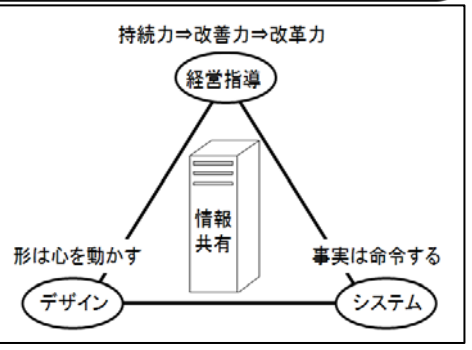 持続力⇒改善力⇒改革力
経営指導
情報
共有
形は心を動かす
事実は命令する
デザイン
システム